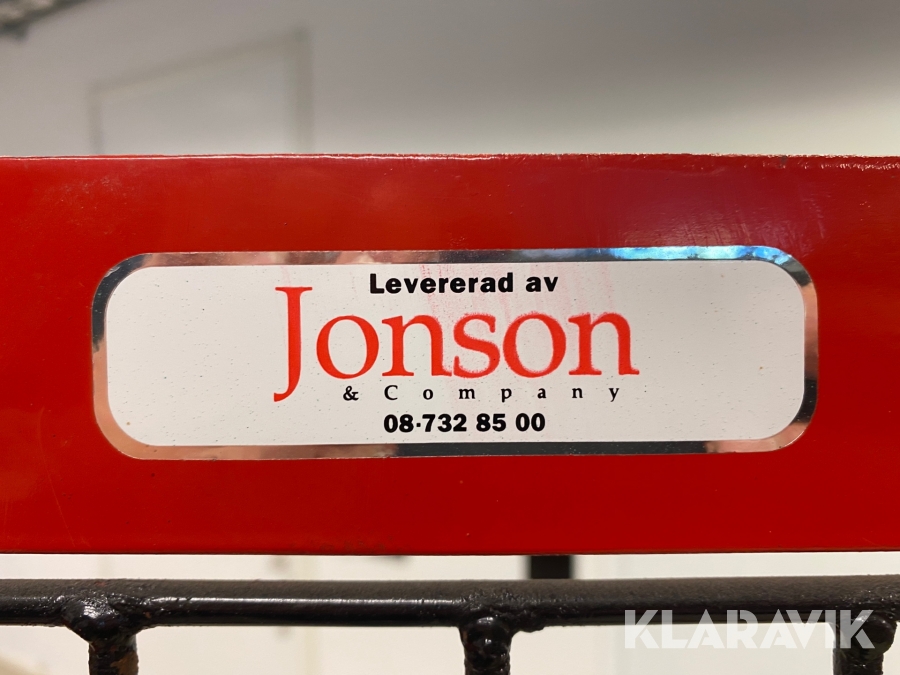 Levererad av
Jonson
& Company
08-732 85 00
KLARAVIK